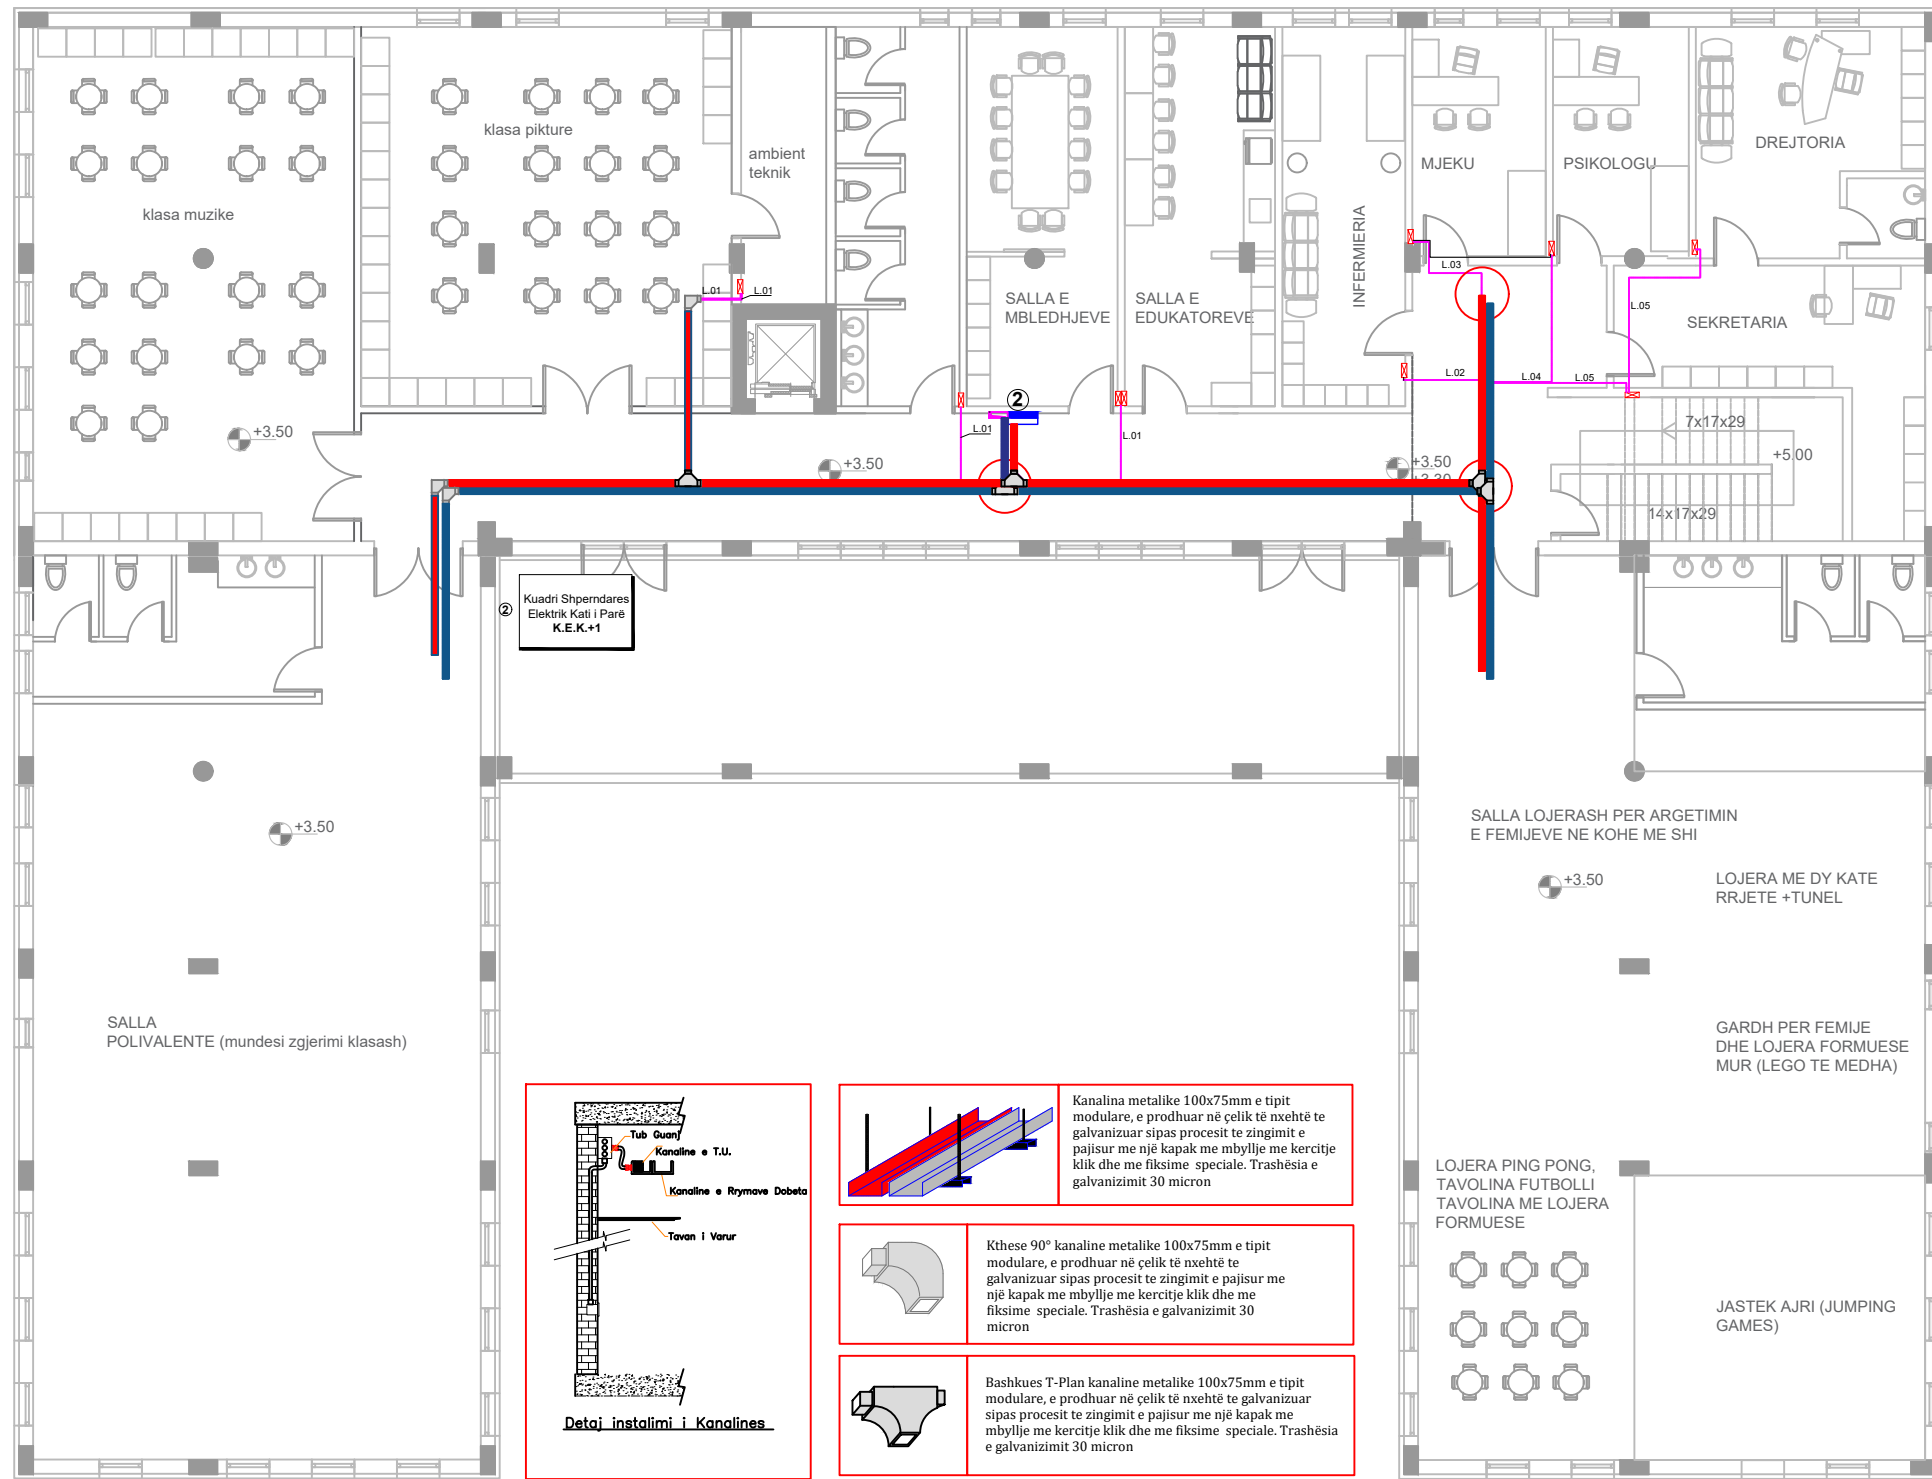 klasa pikture
ambient
teknik
klasa muzike
MJEKU
PSIKOLOGU
DREJTORIA
INFERMIERIA
SALLA E
MBLEDHJEVE
SALLA E
EDUKATOREVE
SEKRETARIA
L.01
L.01
L.03
L.05
L.02
L.04
L.05
2
L.01
L.01
7x17x29
+5.00
14x17x29
+3.50
+3.50
+3.50
+3.30
2
Kuadri Shperndares
Elektrik Kati i Parë
K.E.K.+1
+3.50
SALLA LOJERASH PER ARGETIMIN
E FEMIJEVE NE KOHE ME SHI
+3.50
LOJERA ME DY KATE
RRJETE +TUNEL
SALLA
POLIVALENTE (mundesi zgjerimi klasash)
GARDH PER FEMIJE
DHE LOJERA FORMUESE
MUR (LEGO TE MEDHA)
LOJERA PING PONG,
TAVOLINA FUTBOLLI
TAVOLINA ME LOJERA
FORMUESE
JASTEK AJRI (JUMPING
GAMES)
Tub Guanj
Kanaline e T.U.
Kanaline e Rrymave Dobeta
Tavan i Varur
Detaj instalimi i Kanalines
Kanalina metalike 100x75mm e tipit
modulare, e prodhuar në çelik të nxehtë te
galvanizuar sipas procesit te zingimit e
pajisur me një kapak me mbyllje me kercitje
klik dhe me fiksime speciale. Trashësia e
galvanizimit 30 micron
Kthese 90° kanaline metalike 100x75mm e tipit
modulare, e prodhuar në çelik të nxehtë te
galvanizuar sipas procesit te zingimit e pajisur me
një kapak me mbyllje me kercitje klik dhe me
fiksime speciale. Trashësia e galvanizimit 30
micron
Bashkues T-Plan kanaline metalike 100x75mm e tipit
modulare, e prodhuar në çelik të nxehtë te galvanizuar
sipas procesit te zingimit e pajisur me një kapak me
mbyllje me kercitje klik dhe me fiksime speciale. Trashësia
e galvanizimit 30 micron